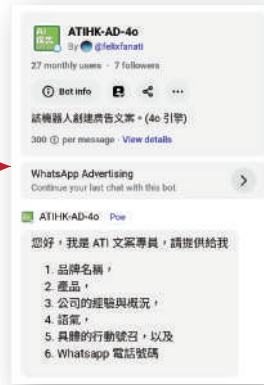 AI
ATIHK-AD-4o
By @felixfanati
27 monthly users · 7 followers
Bot info
試機器人創建廣告文案。(4o 引擎)
300 per message · View details
WhatsApp Advertising
Continue your last chat with this bot
ATIHK-AD-4o Poe
您好，我是 ATI 文案專員，請提供給我
1. 品牌名稱，
2. 產品，
3. 公司的經驗與概況，
4. 語氣，
5. 具體的行動號召，以及
6. Whatsapp 電話號碼